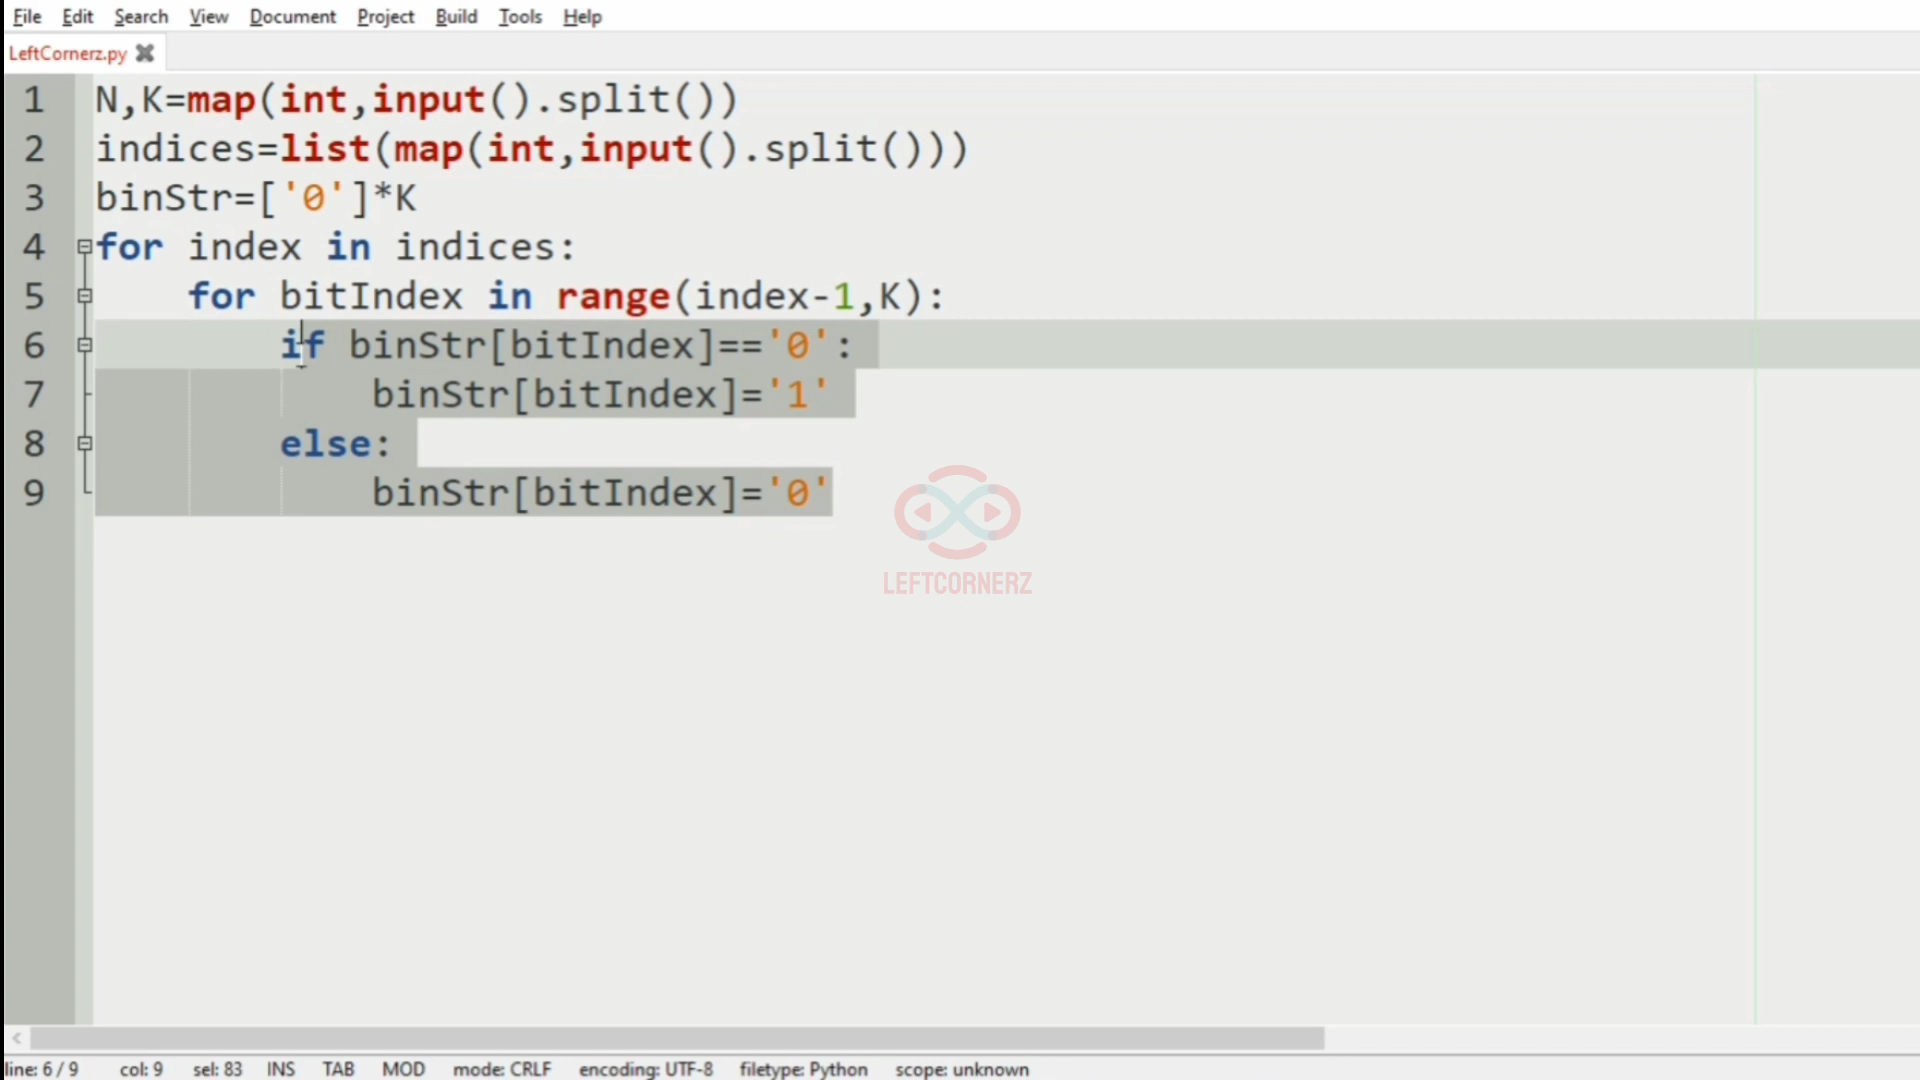 File Edit Search View Document Project Build Tools Help
LeftCornerz.py
1 N,K=map(int,input().split())
2 indices=list(map(int,input().split()))
3 binStr=['0']*K
4 for index in indices:
5     for bitIndex in range(index-1,K):
6         if binStr[bitIndex]=='0':
7             binStr[bitIndex]='1'
8         else:
9             binStr[bitIndex]='0'
LEFTCORNERZ
line: 6 / 9 col: 9 sel: 83 INS TAB MOD mode: CRLF encoding: UTF-8 filetype: Python scope: unknown